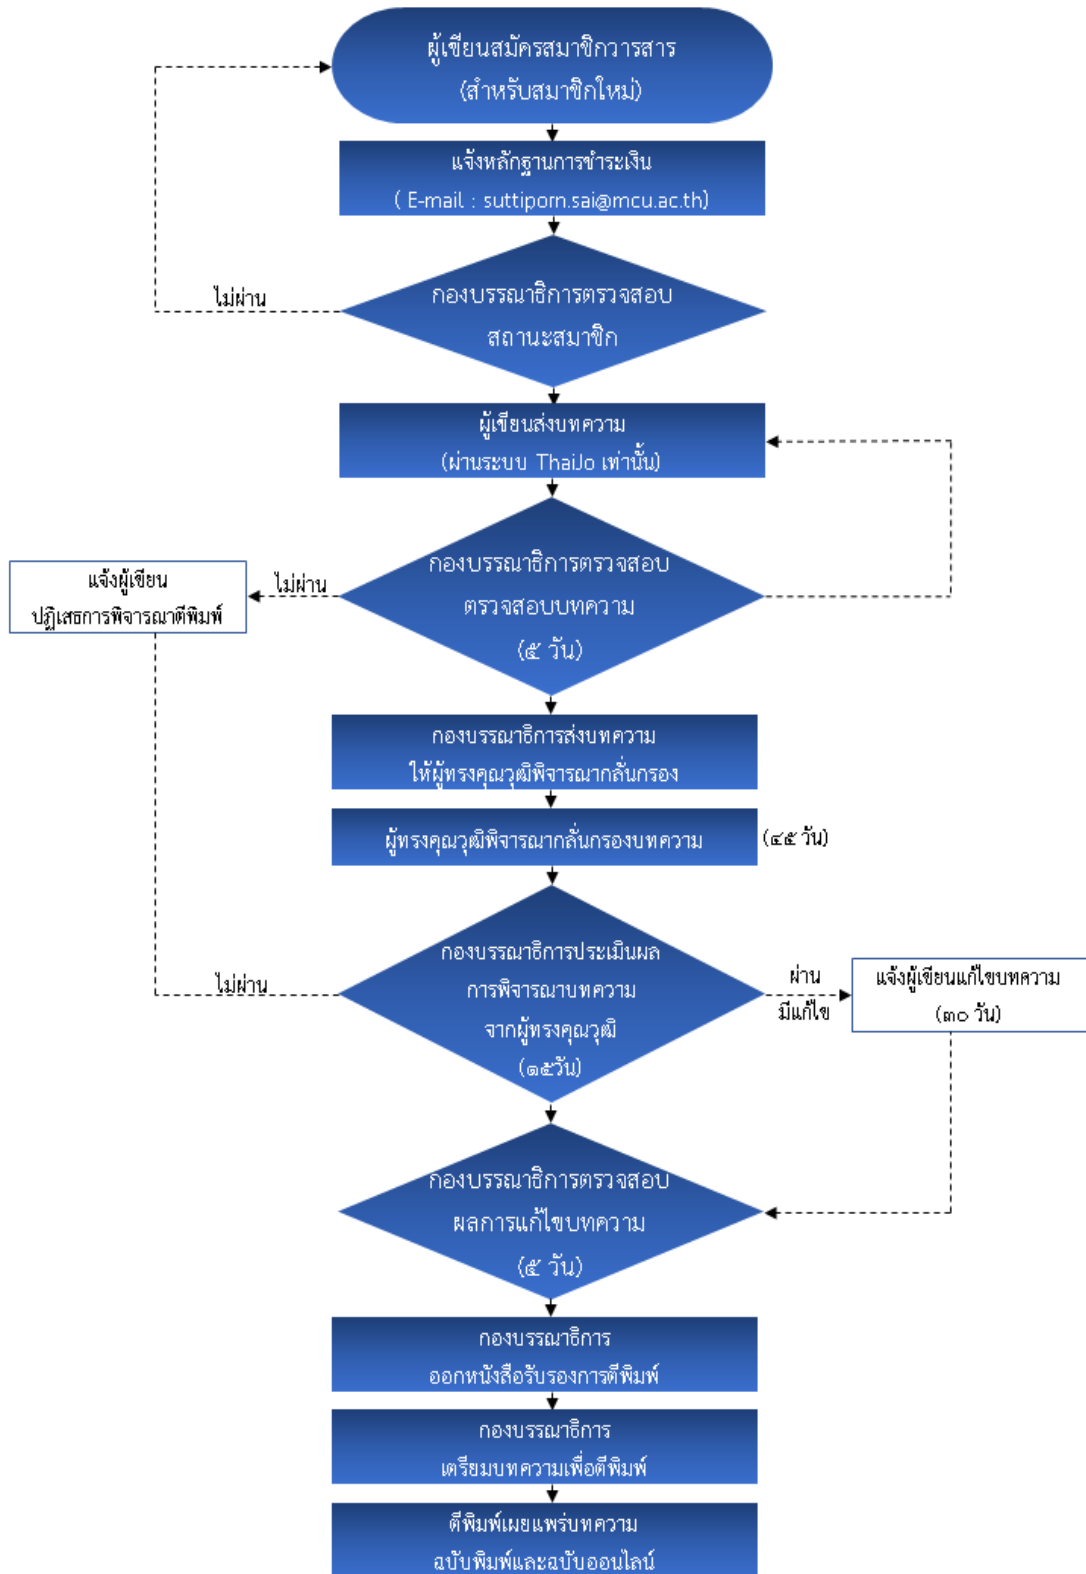 ผู้เขียนสมัครสมาชิกวารสาร
(สำหรับสมาชิกใหม่)
แจ้งหลักฐานการชำระเงิน
( E-mail : suttiporn.sai@mcu.ac.th)
ไม่ผ่าน
กองบรรณาธิการตรวจสอบ
สถานะสมาชิก
ผู้เขียนส่งบทความ
(ผ่านระบบ ThaiJo เท่านั้น)
แจ้งผู้เขียน
ปฏิเสธการพิจารณาตีพิมพ์
ไม่ผ่าน
กองบรรณาธิการตรวจสอบ
ตรวจสอบบทความ
(๕ วัน)
กองบรรณาธิการส่งบทความ
ให้ผู้ทรงคุณวุฒิพิจารณากลั่นกรอง
ผู้ทรงคุณวุฒิพิจารณากลั่นกรองบทความ
(๔๕ วัน)
ไม่ผ่าน
กองบรรณาธิการประเมินผล
การพิจารณาบทความ
จากผู้ทรงคุณวุฒิ
(๑๕วัน)
ผ่าน
มีแก้ไข
แจ้งผู้เขียนแก้ไขบทความ
(๓๐ วัน)
กองบรรณาธิการตรวจสอบ
ผลการแก้ไขบทความ
(๕ วัน)
กองบรรณาธิการ
ออกหนังสือรับรองการตีพิมพ์
กองบรรณาธิการ
เตรียมบทความเพื่อตีพิมพ์
ตีพิมพ์เผยแพร่บทความ
ฉบับพิมพ์และฉบับออนไลน์